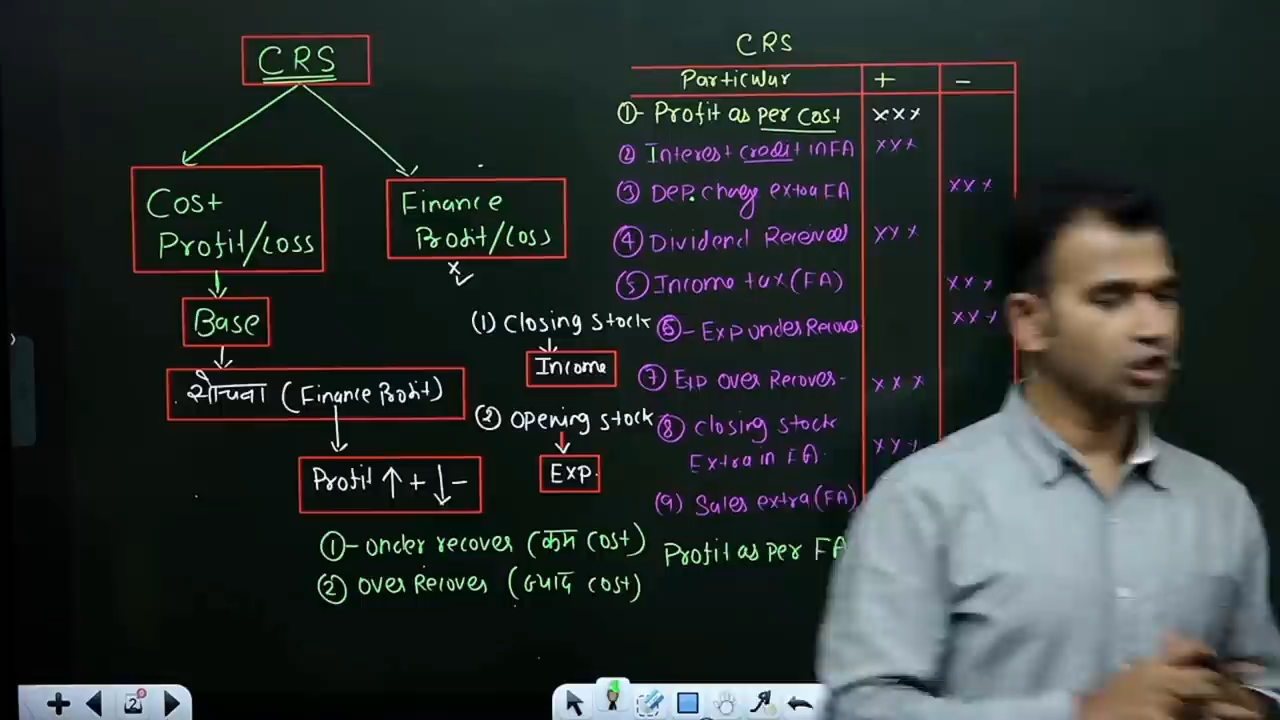 CRS
Cost
Profit/Loss
Finance
Profit/Loss
Base
सोचना (Finance Profit)
Profit ↑ + ↓ -
(1) Closing Stock
Income
② Opening Stock
Exp.
①- Under recover (कम Cost)
② Over Recover (ज्यादा Cost)
CRS
Particular + -
①- Profit as per Cost xxx
② Interest credit in FA xxx
③ Dep. charge extra FA xxx
④ Dividend Received xxx
⑤ Income tax (FA) xxx
⑥- Exp under Recover xxx
⑦ Exp over Recover- xxx
⑧ Closing Stock
Extra in FA. xxx
(9) Sales extra (FA)
Profit as per FA
2